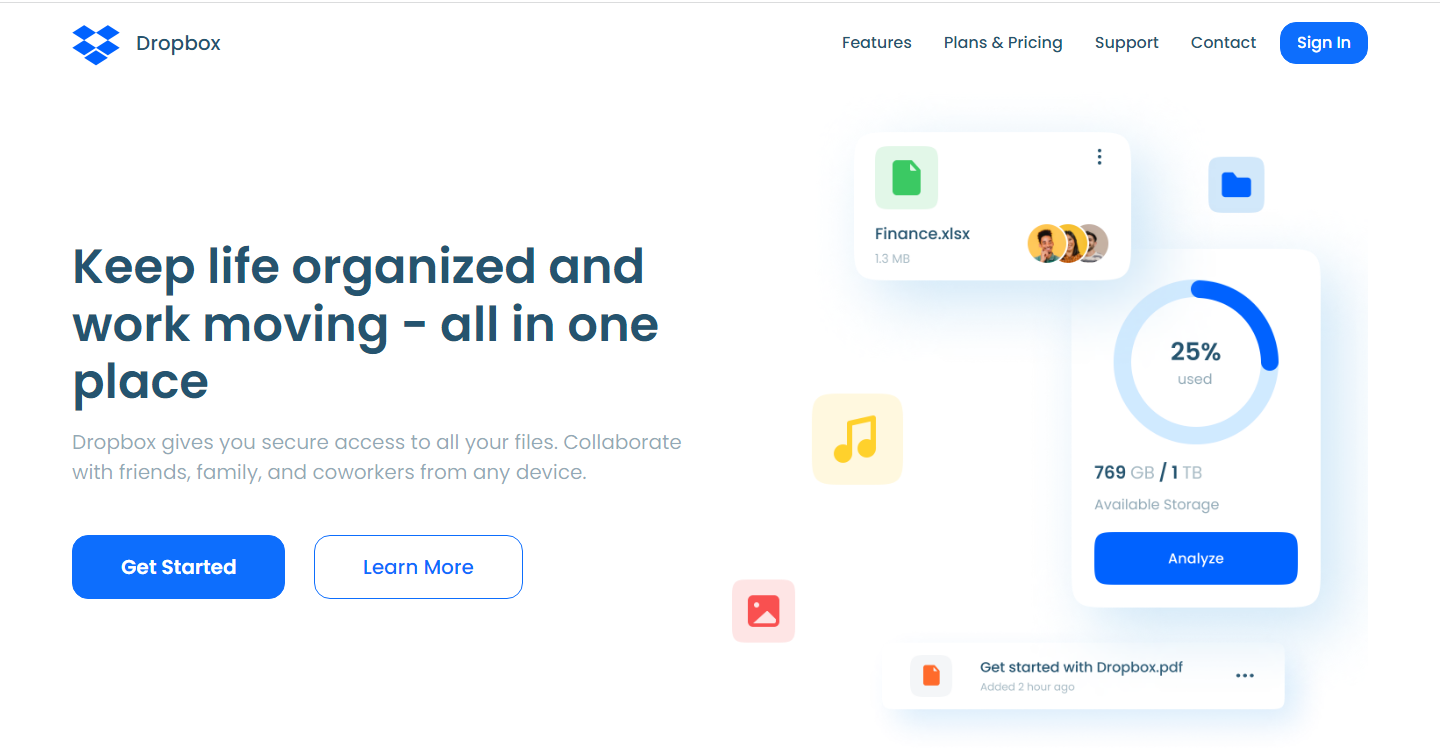 Dropbox
Features Plans & Pricing Support Contact Sign In
Keep life organized and
work moving - all in one
place
Dropbox gives you secure access to all your files. Collaborate
with friends, family, and coworkers from any device.
Get Started Learn More
Finance.xlsx
1.3 MB
25%
used
769 GB / 1 TB
Available Storage
Analyze
Get started with Dropbox.pdf
Added 2 hour ago